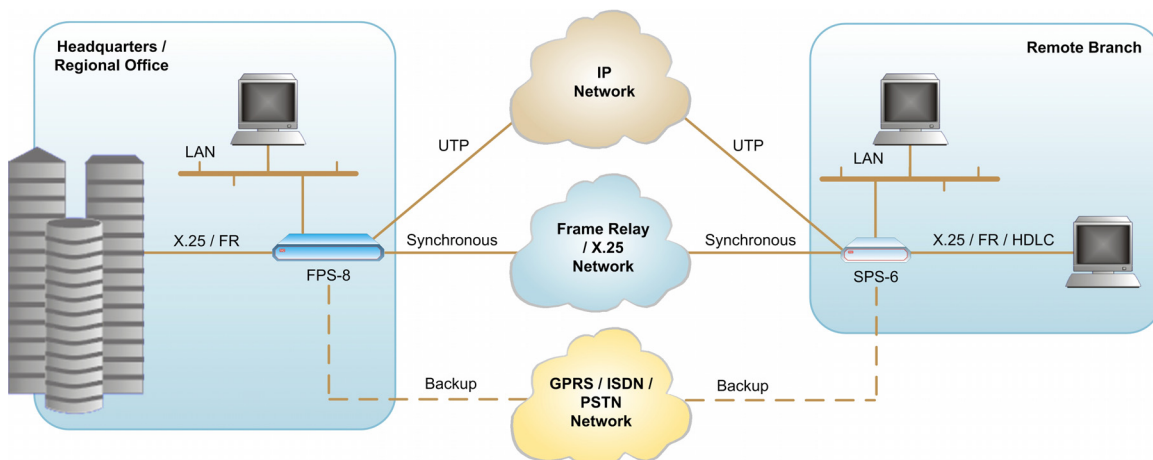 Headquarters /
Regional Office
LAN
X.25 / FR
FPS-8
UTP
Synchronous
Backup
IP
Network
Frame Relay
/ X.25
Network
GPRS / ISDN /
PSTN
Network
UTP
Synchronous
Backup
Remote Branch
LAN
X.25 / FR / HDLC
SPS-6